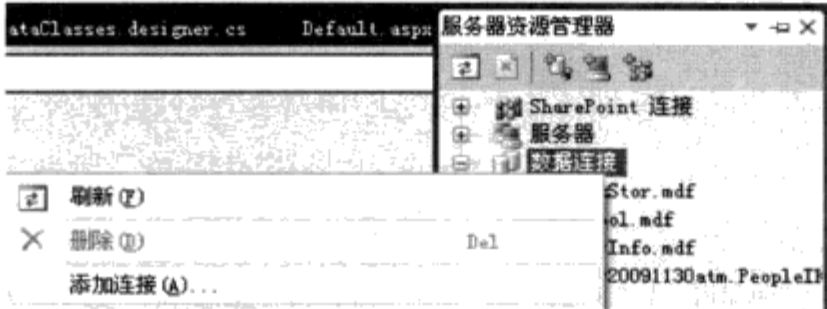 ataClasses.designer.cs Default.aspx 服务器资源管理器
SharePoint 连接
服务器
数据连接
Stor.mdf
ol.mdf
Info.mdf
20091130atm.PeopleIn
刷新(F)
删除(D) Del
添加连接(A)...